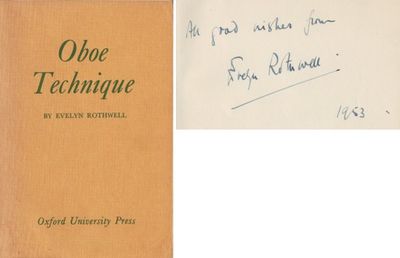 Oboe
Technique
BY EVELYN ROTHWELL
Oxford University Press
All good wishes from
Evelyn Rothwell.
1953